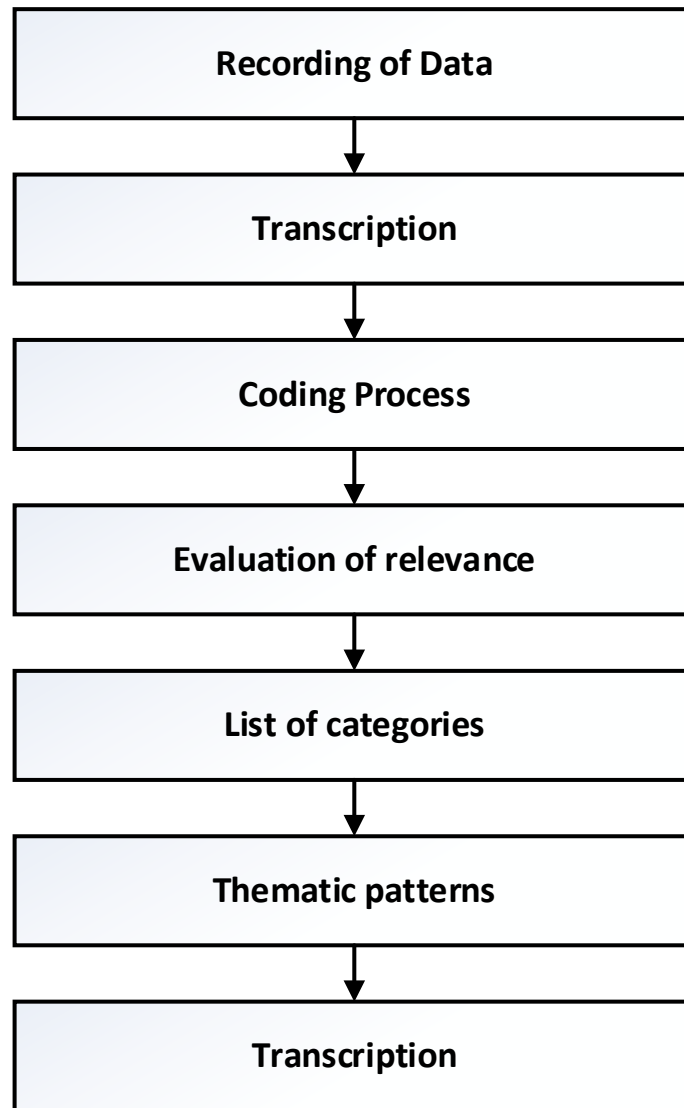 Recording of Data
Transcription
Coding Process
Evaluation of relevance
List of categories
Thematic patterns
Transcription